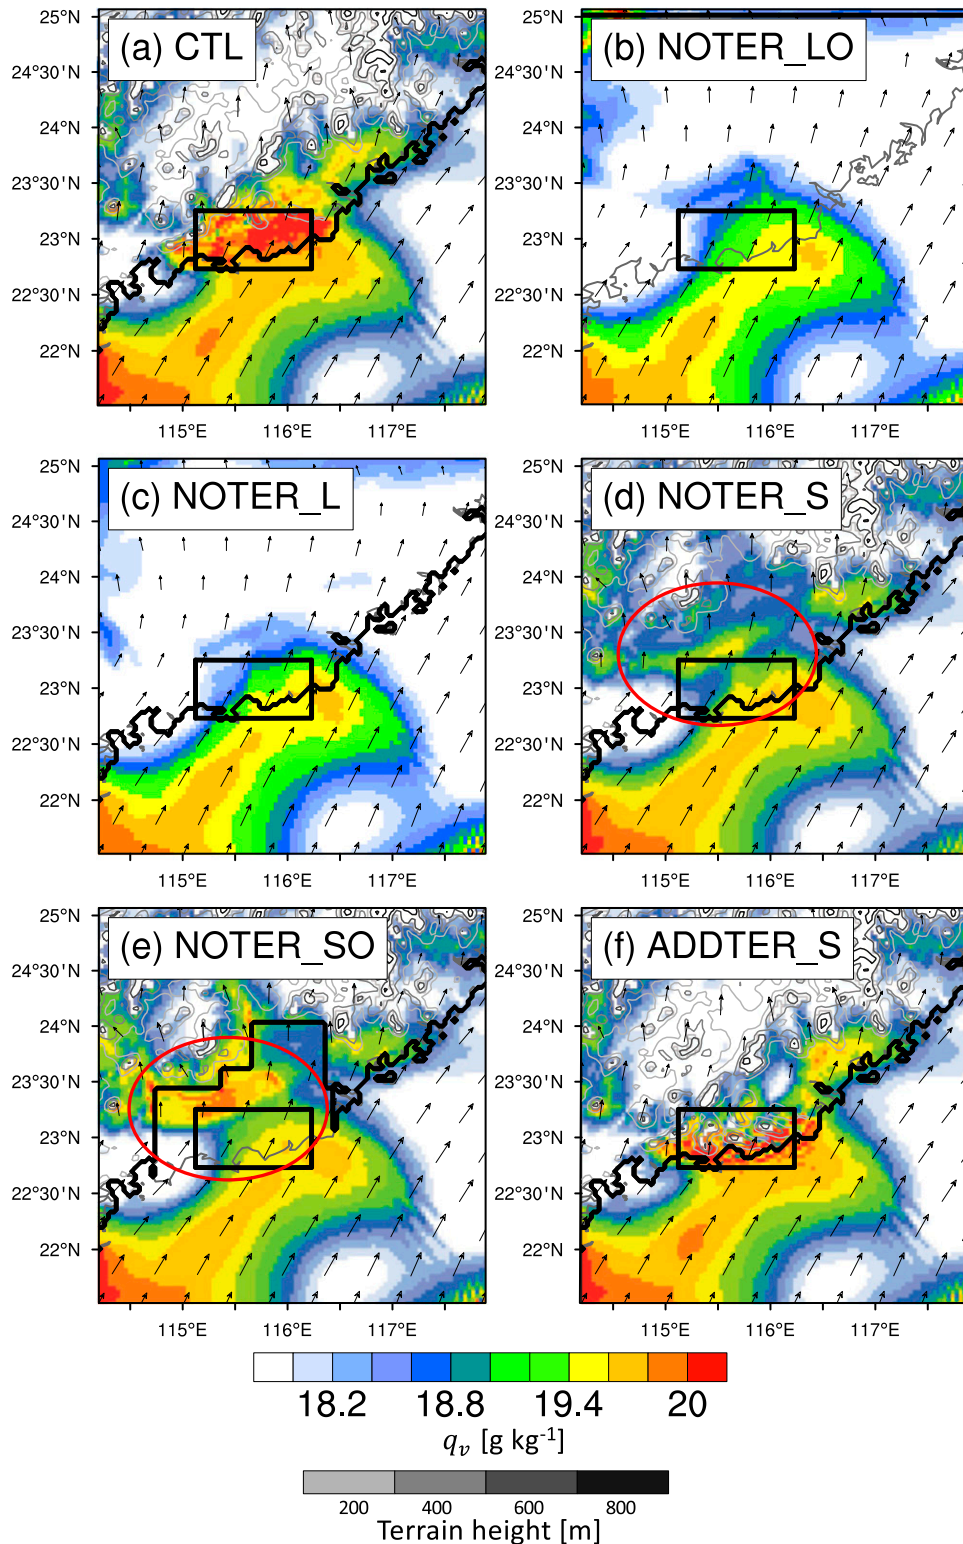 25°N
(a) CTL
24°30'N
24°N
23°30'N
23°N
22°30'N
22°N
115°E 116°E 117°E
25°N
(b) NOTER_LO
24°30'N
24°N
23°30'N
23°N
22°30'N
22°N
115°E 116°E 117°E
25°N
(c) NOTER_L
24°30'N
24°N
23°30'N
23°N
22°30'N
22°N
115°E 116°E 117°E
25°N
(d) NOTER_S
24°30'N
24°N
23°30'N
23°N
22°30'N
22°N
115°E 116°E 117°E
25°N
(e) NOTER_SO
24°30'N
24°N
23°30'N
23°N
22°30'N
22°N
115°E 116°E 117°E
25°N
(f) ADDTER_S
24°30'N
24°N
23°30'N
23°N
22°30'N
22°N
115°E 116°E 117°E
18.2 18.8 19.4 20
q_v [g kg⁻¹]
200 400 600 800
Terrain height [m]